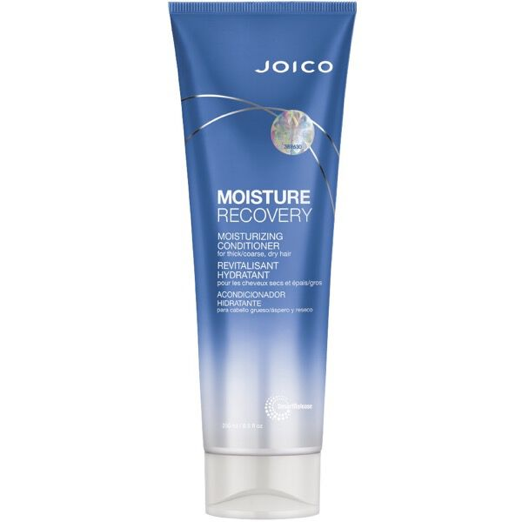 JOICO
MOISTURE
RECOVERY
MOISTURIZING
CONDITIONER
for thick/coarse, dry hair
REVITALISANT
HYDRATANT
pour les cheveux secs et épais/gros
ACONDICIONADOR
HIDRATANTE
para cabello grueso/áspero y reseco
SmartRelease